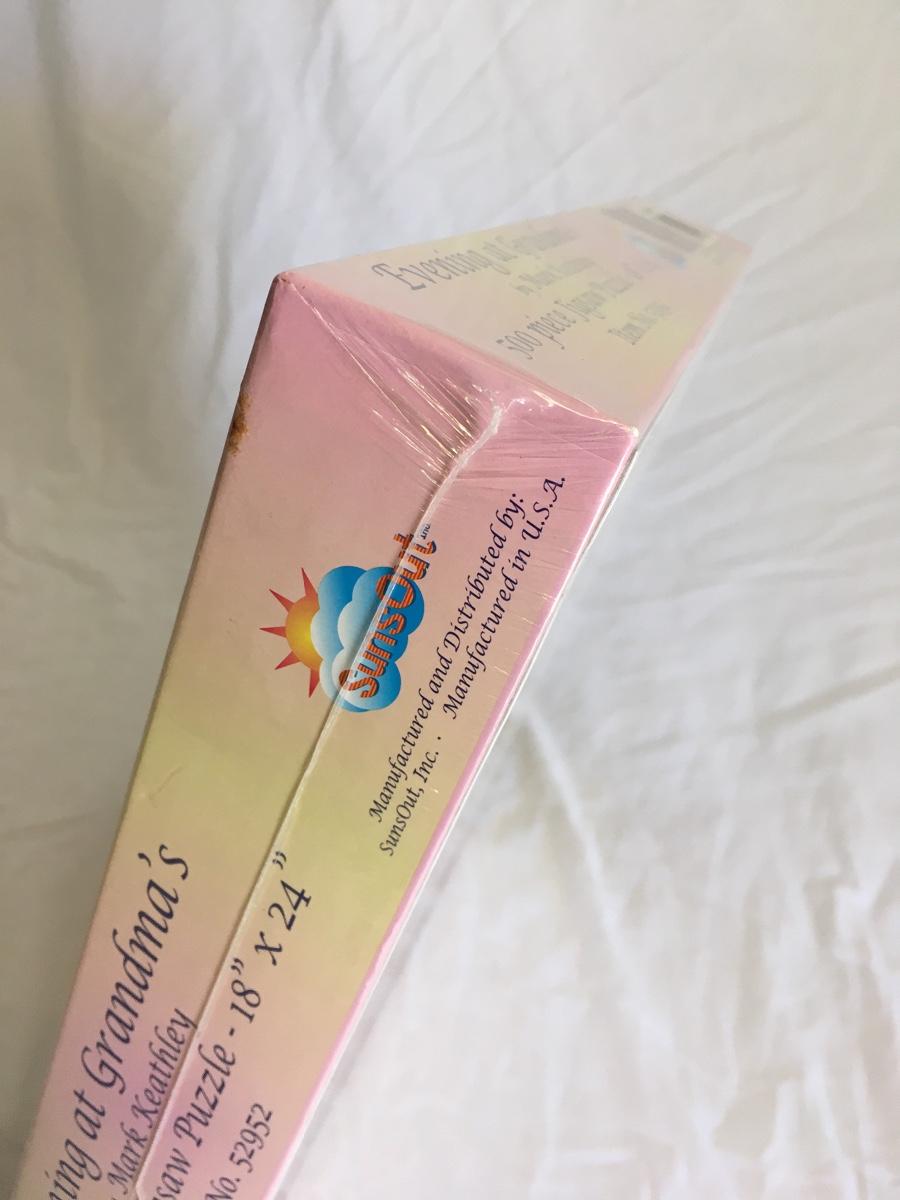 ning at Grandma's
Mark Keathley
saw Puzzle - 18" x 24"
No. 52952
SunsOut
Manufactured and Distributed by:
SunsOut, Inc. · Manufactured in U.S.A.
Evening at
500 piece Jigsaw Puzzle